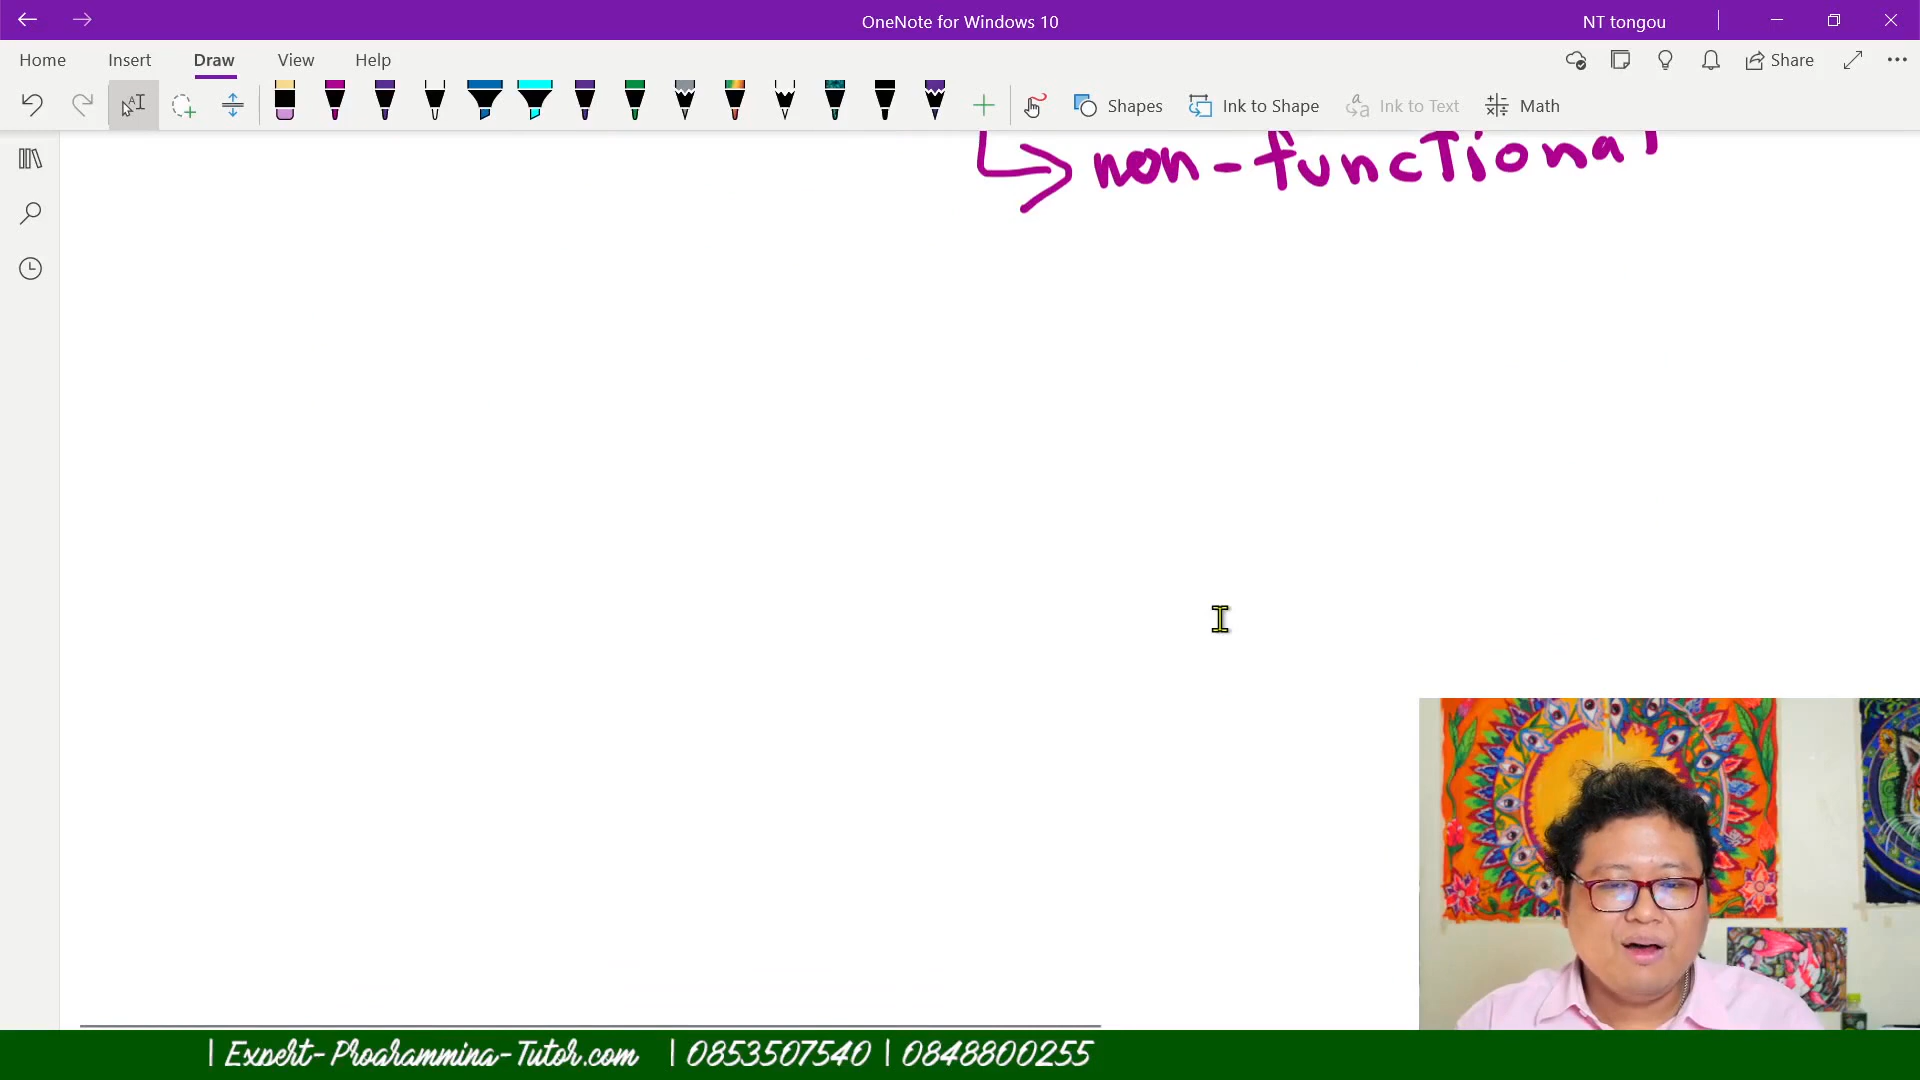 OneNote for Windows 10
NT tongou
Home Insert Draw View Help
Share
Shapes
Ink to Shape
Ink to Text
Math
non-functional
| Expert-Programming-Tutor.com | 0853507540 | 0848800255